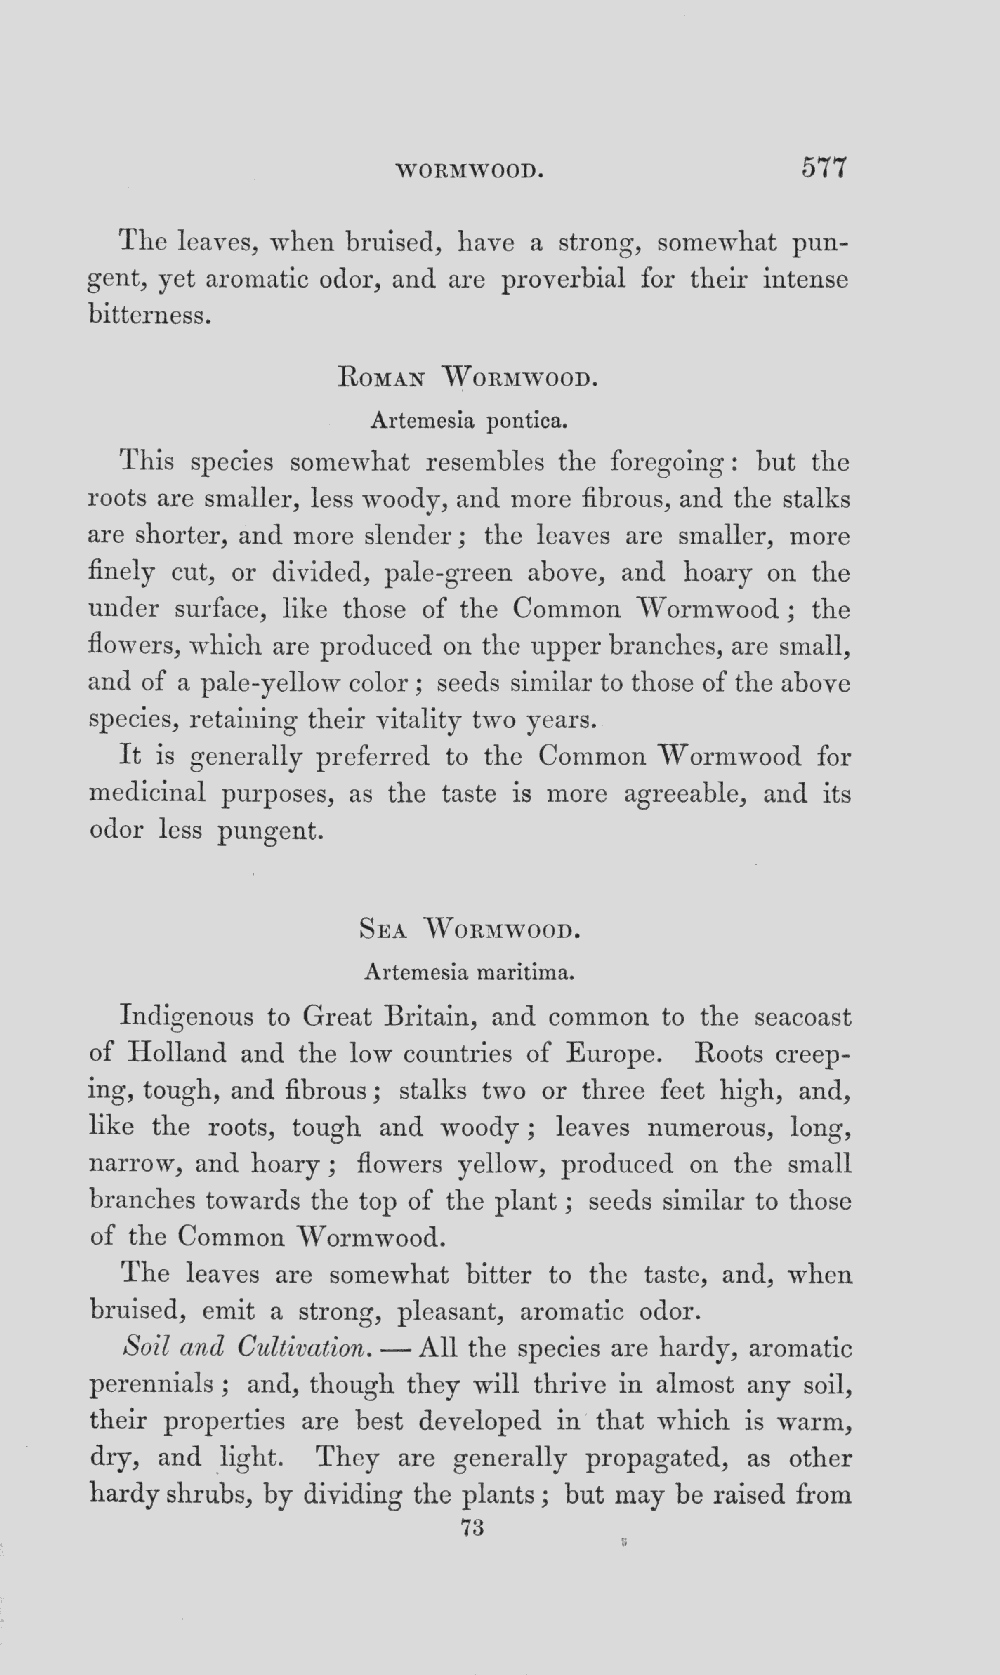 WORMWOOD. 577
The leaves, when bruised, have a strong, somewhat pun-
gent, yet aromatic odor, and are proverbial for their intense
bitterness.
ROMAN WORMWOOD.
Artemesia pontica.
This species somewhat resembles the foregoing: but the
roots are smaller, less woody, and more fibrous, and the stalks
are shorter, and more slender; the leaves are smaller, more
finely cut, or divided, pale-green above, and hoary on the
under surface, like those of the Common Wormwood; the
flowers, which are produced on the upper branches, are small,
and of a pale-yellow color; seeds similar to those of the above
species, retaining their vitality two years.
It is generally preferred to the Common Wormwood for
medicinal purposes, as the taste is more agreeable, and its
odor less pungent.
SEA WORMWOOD.
Artemesia maritima.
Indigenous to Great Britain, and common to the seacoast
of Holland and the low countries of Europe. Roots creep-
ing, tough, and fibrous; stalks two or three feet high, and,
like the roots, tough and woody; leaves numerous, long,
narrow, and hoary; flowers yellow, produced on the small
branches towards the top of the plant; seeds similar to those
of the Common Wormwood.
The leaves are somewhat bitter to the taste, and, when
bruised, emit a strong, pleasant, aromatic odor.
Soil and Cultivation. — All the species are hardy, aromatic
perennials; and, though they will thrive in almost any soil,
their properties are best developed in that which is warm,
dry, and light. They are generally propagated, as other
hardy shrubs, by dividing the plants; but may be raised from
73